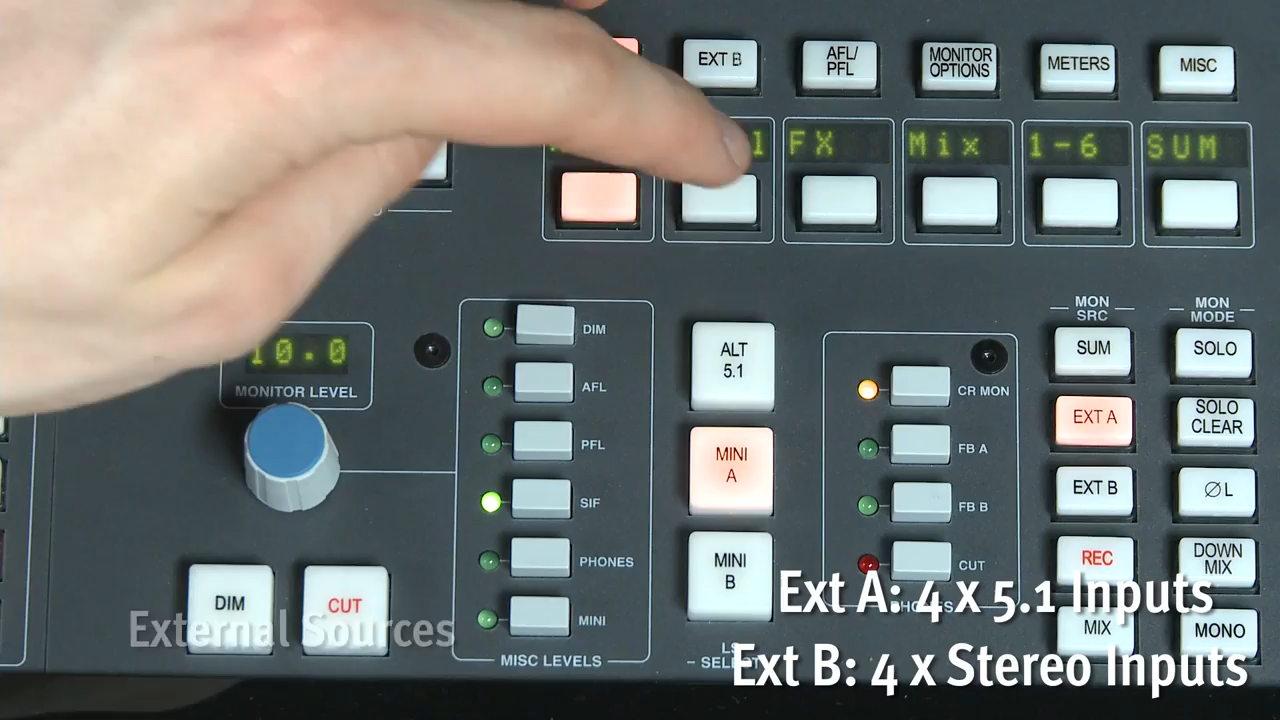 EXT B
AFL/
PFL
MONITOR
OPTIONS
METERS
MISC
FX
Mix
1-6
SUM
10.0
MONITOR LEVEL
DIM
AFL
PFL
SIF
PHONES
MINI
MISC LEVELS
DIM
CUT
ALT
5.1
MINI
A
MINI
B
CR MON
FB A
FB B
CUT
MON
SRC
SUM
EXT A
EXT B
REC
MIX
MON
MODE
SOLO
SOLO
CLEAR
ØL
DOWN
MIX
MONO
External Sources
Ext A: 4 x 5.1 Inputs
Ext B: 4 x Stereo Inputs